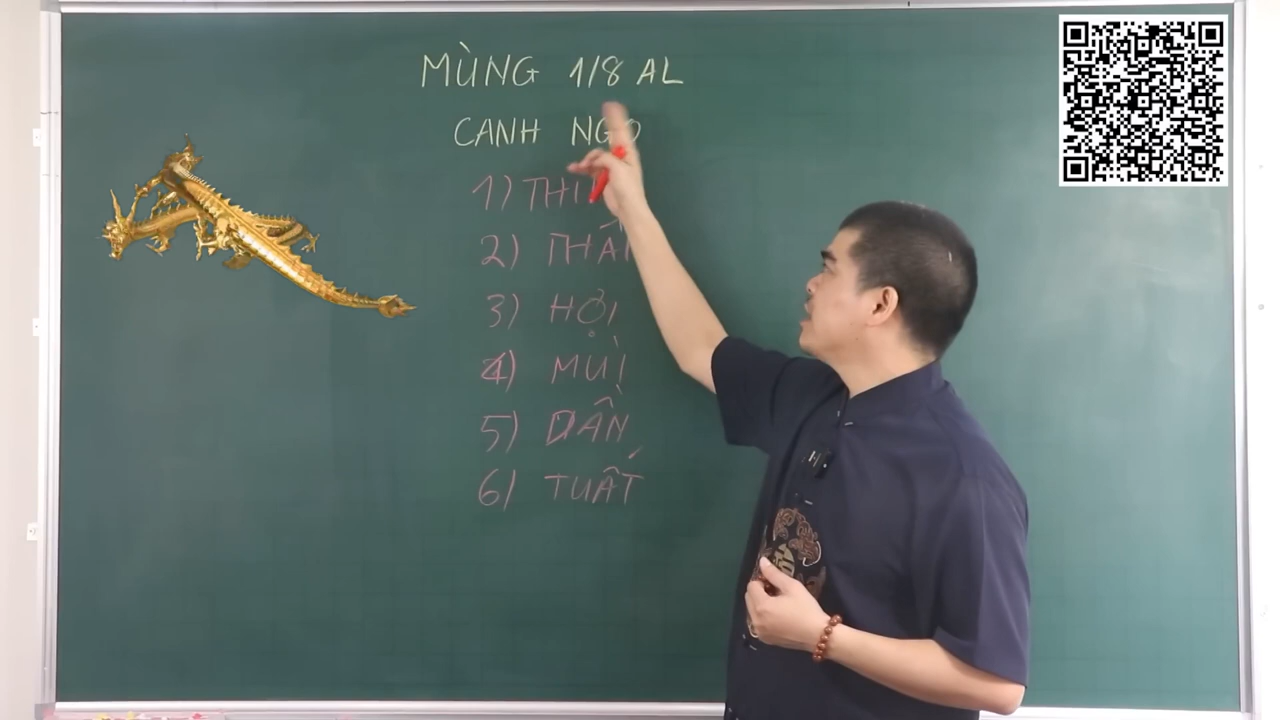 MÙNG 1/8 AL
CANH
1)
2)
3) HỢI
4) MÙI
5) DẦN
6) TUẤT